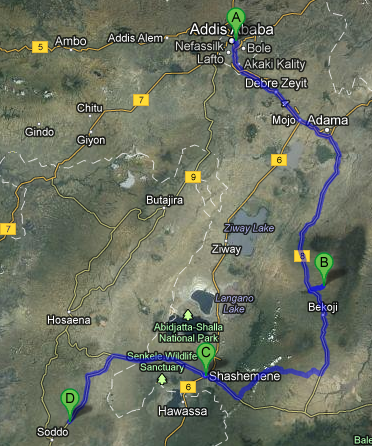 A
Addis Ababa
Addis Alem
Ambo
5
Nefassilk
Bole
Lafto
Akaki Kality
Debre Zeyit
7
Chitu
Mojo
Adama
Gindo
Giyon
6
9
Butajira
7
Ziway Lake
Ziway
8
B
Langano
Lake
Bekoji
Hosaena
Abidjatta-Shalla
National Park
Senkele Wildlife
Sanctuary
C
Shashemene
6
D
Hawassa
Soddo
Bale